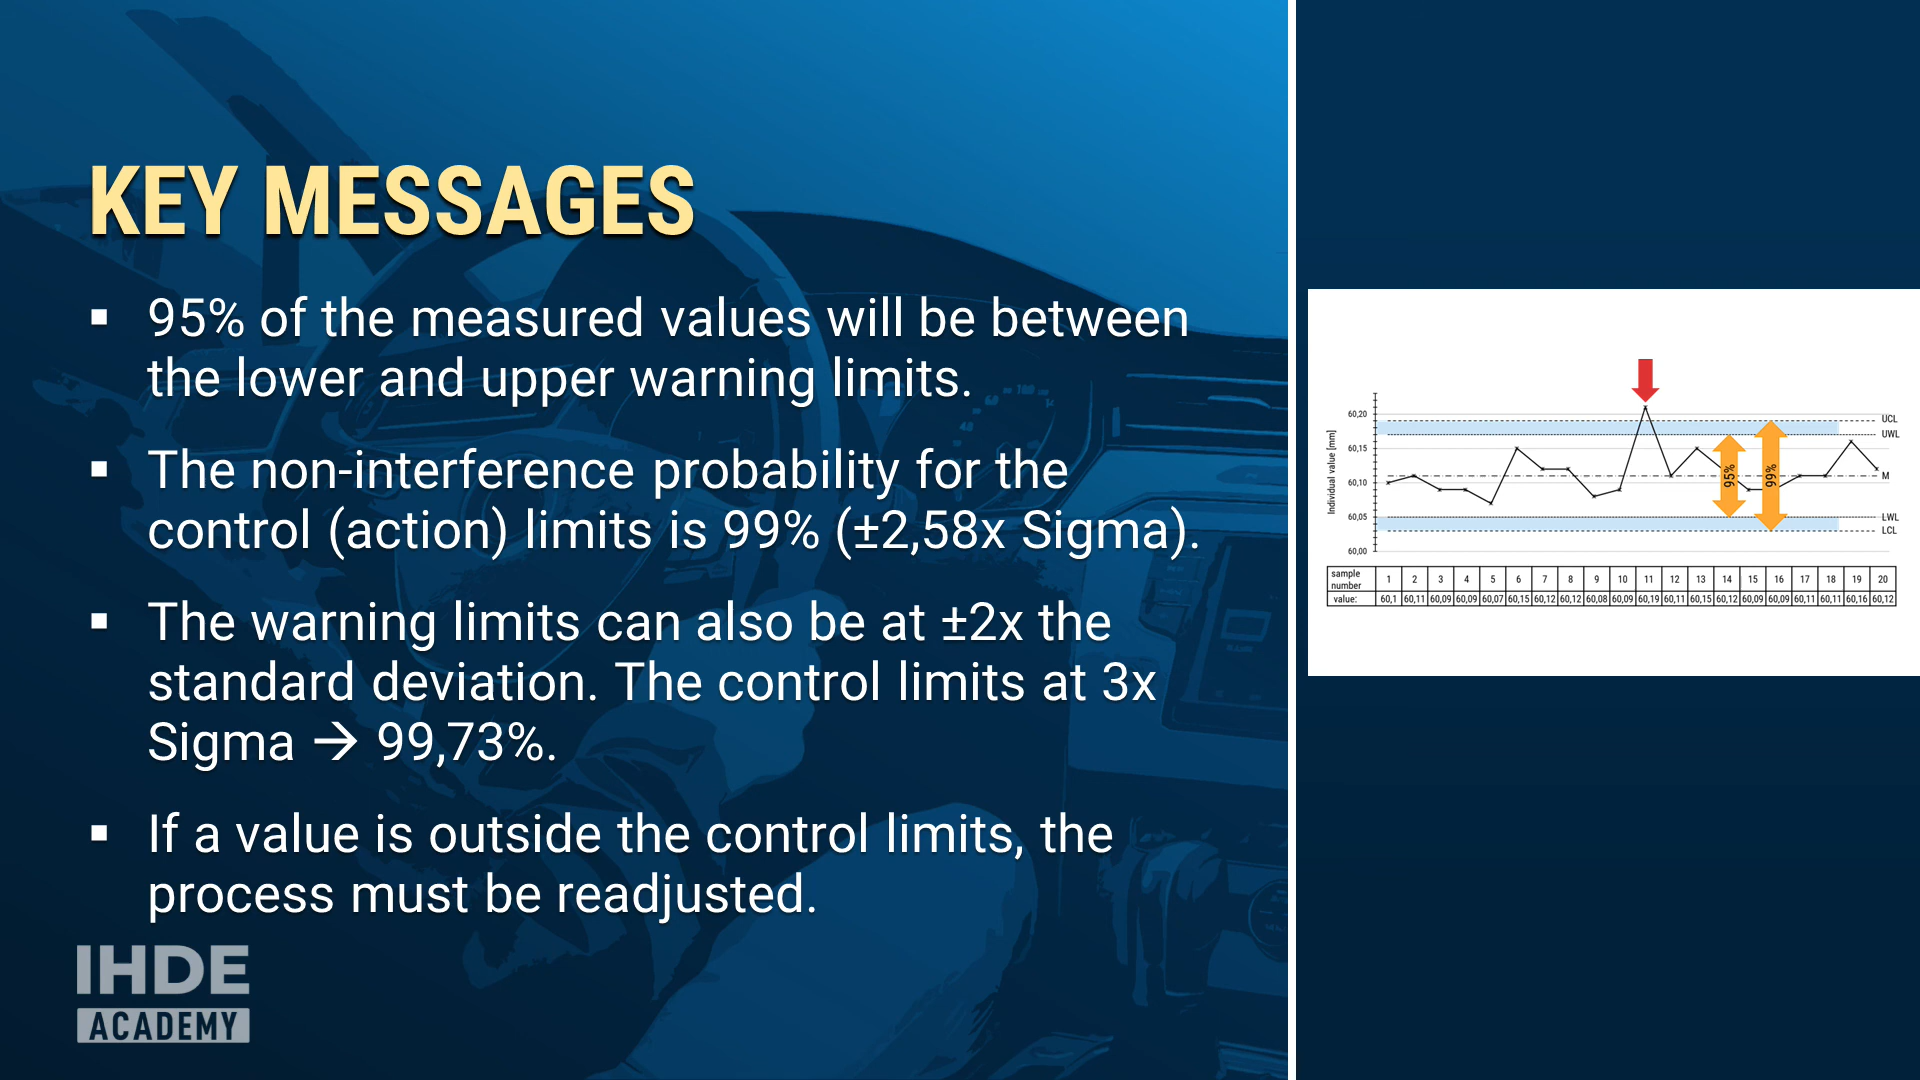 KEY MESSAGES
▪ 95% of the measured values will be between
the lower and upper warning limits.
▪ The non-interference probability for the
control (action) limits is 99% (±2,58x Sigma).
▪ The warning limits can also be at ±2x the
standard deviation. The control limits at 3x
Sigma → 99,73%.
▪ If a value is outside the control limits, the
process must be readjusted.
IHDE
ACADEMY
Individual value [mm]
60,20
60,15
60,10
60,05
60,00
95%
99%
UCL
UWL
M
LWL
LCL
sample number 1 2 3 4 5 6 7 8 9 10 11 12 13 14 15 16 17 18 19 20
value: 60,1 60,11 60,09 60,09 60,07 60,15 60,12 60,12 60,08 60,09 60,19 60,11 60,15 60,12 60,09 60,09 60,11 60,11 60,16 60,12